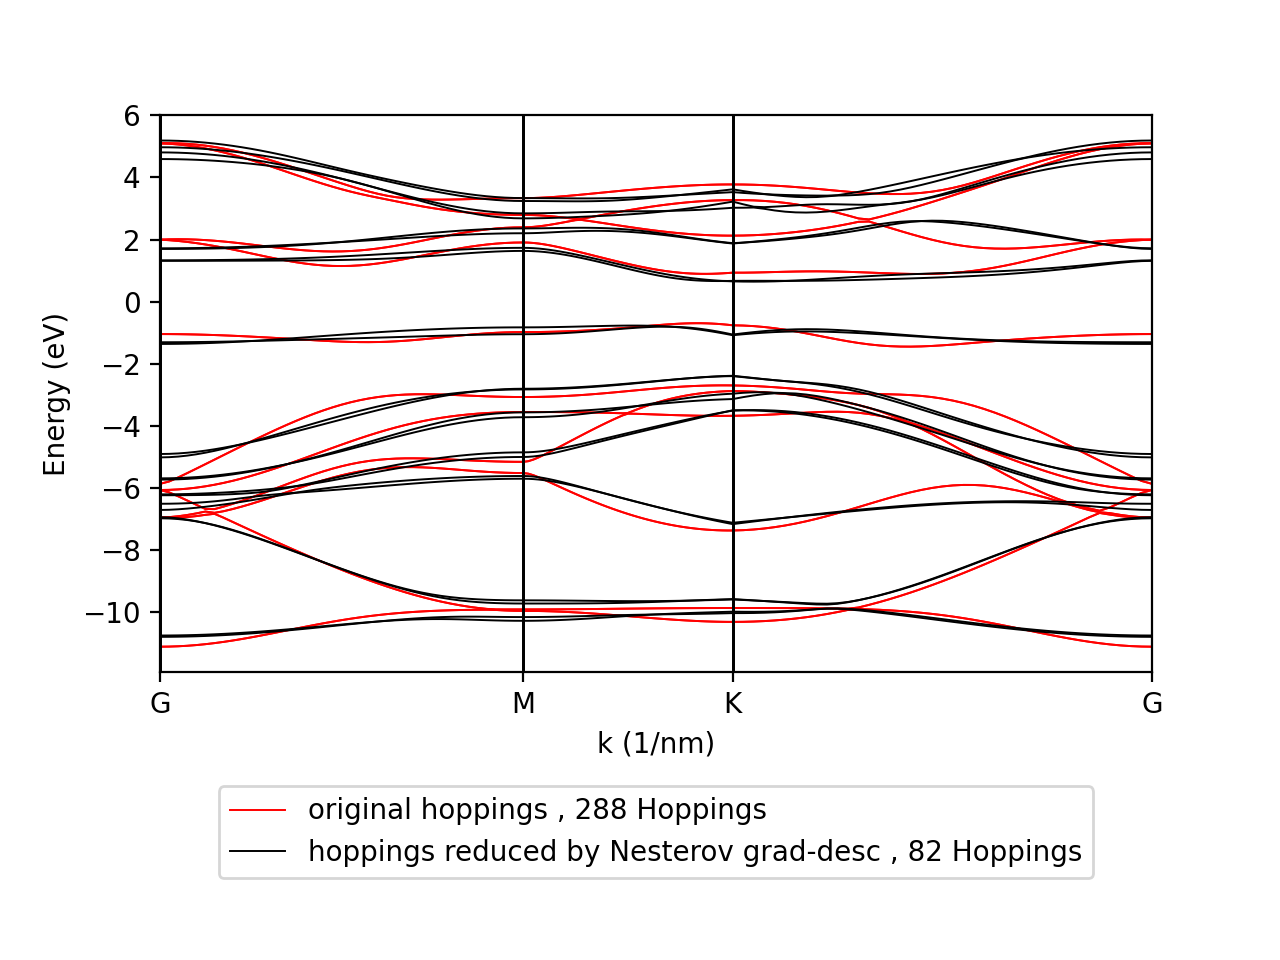 6
4
2
0
−2
−4
−6
−8
−10
Energy (eV)
G M K G
k (1/nm)
original hoppings , 288 Hoppings
hoppings reduced by Nesterov grad-desc , 82 Hoppings